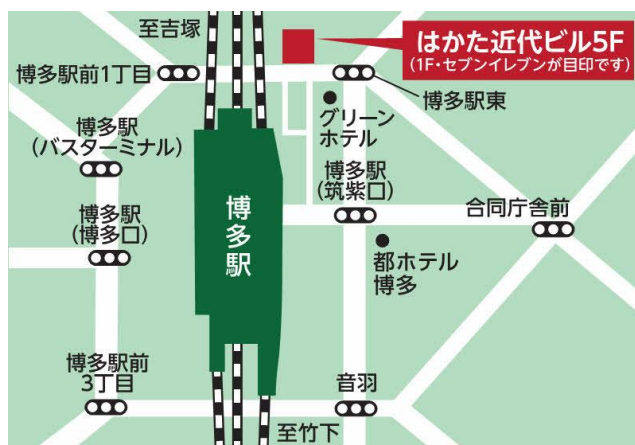 至吉塚
はかた近代ビル5F
(1F・セブンイレブンが目印です)
博多駅前1丁目
博多駅東
グリーン
ホテル
博多駅
(バスターミナル)
博多駅
(筑紫口)
合同庁舎前
博多駅
(博多口)
博多駅
都ホテル
博多
博多駅前
3丁目
音羽
至竹下